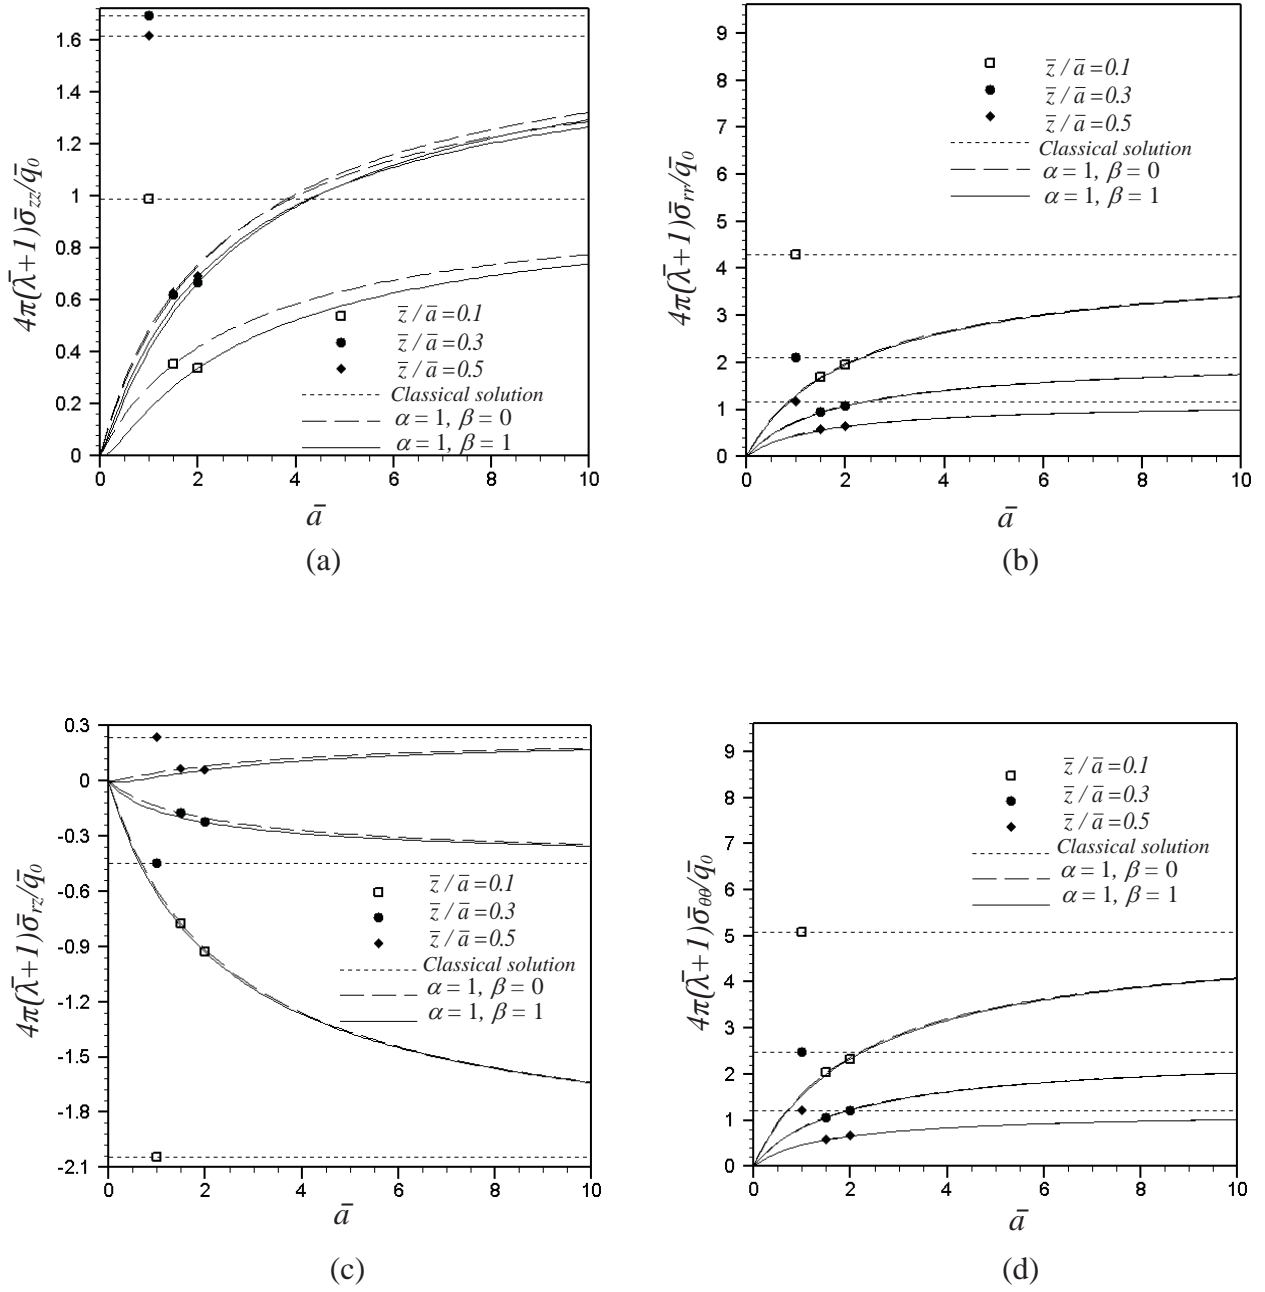 1.6
1.4
1.2
1
0.8
0.6
0.4
0.2
0
0 2 4 6 8 10
4π(λ̄+1)σ̄zz/q̄0
z̄/ā=0.1
z̄/ā=0.3
z̄/ā=0.5
Classical solution
α = 1, β = 0
α = 1, β = 1
ā
(a)
9
8
7
6
5
4
3
2
1
0
0 2 4 6 8 10
4π(λ̄+1)σ̄rr/q̄0
z̄/ā=0.1
z̄/ā=0.3
z̄/ā=0.5
Classical solution
α = 1, β = 0
α = 1, β = 1
ā
(b)
0.3
0
-0.3
-0.6
-0.9
-1.2
-1.5
-1.8
-2.1
0 2 4 6 8 10
4π(λ̄+1)σ̄rz/q̄0
z̄/ā=0.1
z̄/ā=0.3
z̄/ā=0.5
Classical solution
α = 1, β = 0
α = 1, β = 1
ā
(c)
9
8
7
6
5
4
3
2
1
0
0 2 4 6 8 10
4π(λ̄+1)σ̄θθ/q̄0
z̄/ā=0.1
z̄/ā=0.3
z̄/ā=0.5
Classical solution
α = 1, β = 0
α = 1, β = 1
ā
(d)